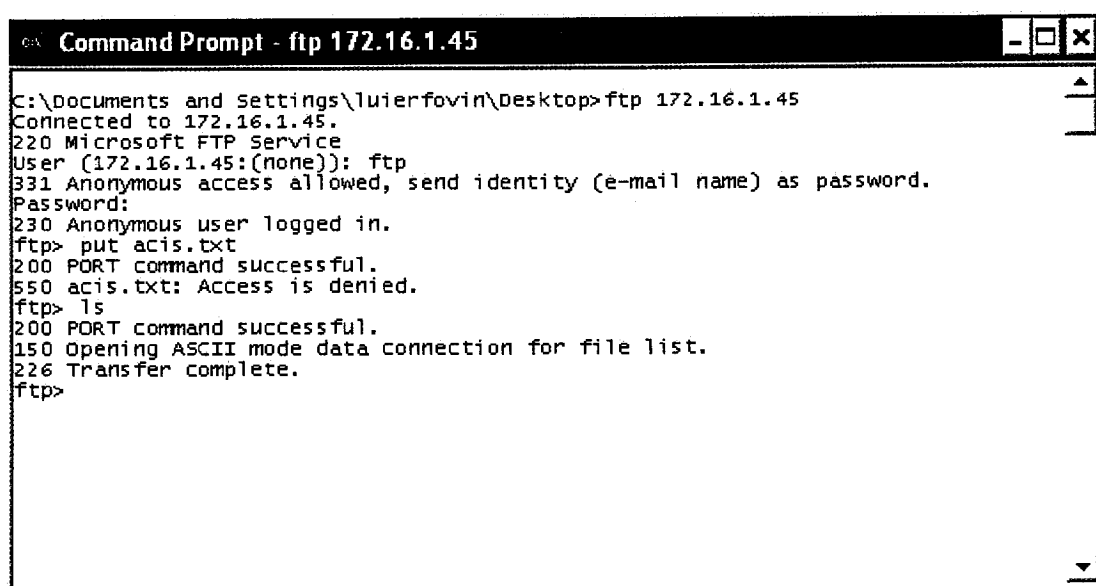 Command Prompt - ftp 172.16.1.45
C:\Documents and Settings\luierfovin\Desktop>ftp 172.16.1.45
Connected to 172.16.1.45.
220 Microsoft FTP Service
User (172.16.1.45:(none)): ftp
331 Anonymous access allowed, send identity (e-mail name) as password.
Password:
230 Anonymous user logged in.
ftp> put acis.txt
200 PORT command successful.
550 acis.txt: Access is denied.
ftp> ls
200 PORT command successful.
150 Opening ASCII mode data connection for file list.
226 Transfer complete.
ftp>